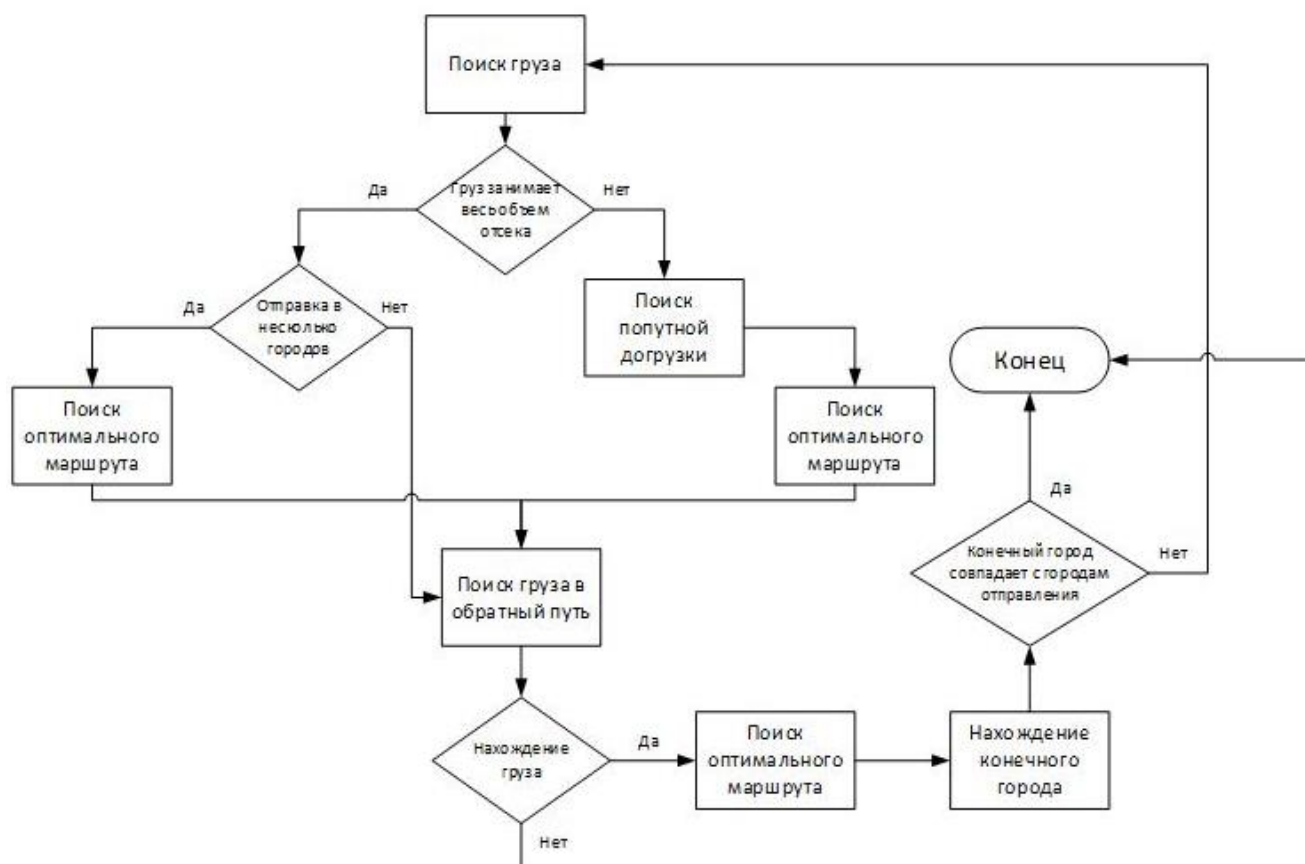 Поиск груза
Да
Груз занимает
весь объем
отсека
Нет
Да
Отправка в
несколько
городов
Нет
Поиск
попутной
догрузки
Конец
Поиск
оптимального
маршрута
Поиск
оптимального
маршрута
Да
Конечный город
совпадает с городам
отправления
Нет
Поиск груза в
обратный путь
Нахождение
груза
Да
Поиск
оптимального
маршрута
Нахождение
конечного
города
Нет